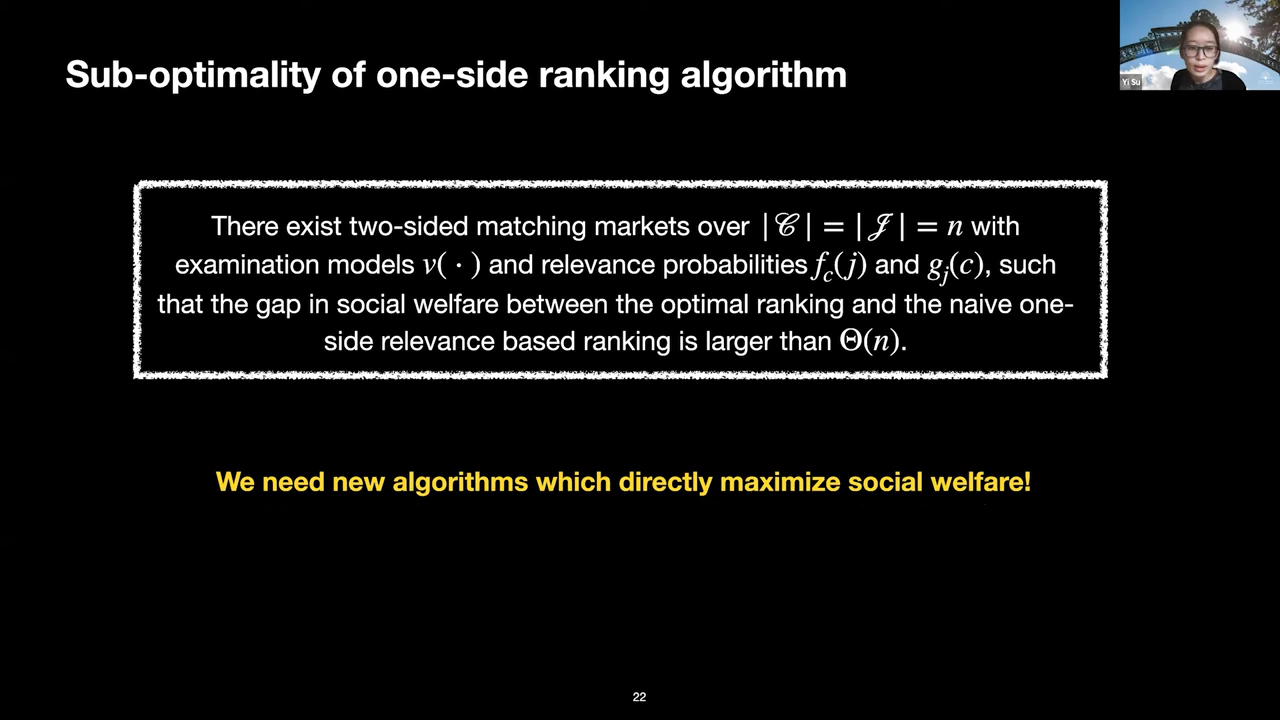 Sub-optimality of one-side ranking algorithm
Yi Su
There exist two-sided matching markets over |𝒞| = |𝒥| = n with
examination models v( · ) and relevance probabilities f_c(j) and g_j(c), such
that the gap in social welfare between the optimal ranking and the naive one-
side relevance based ranking is larger than Θ(n).
We need new algorithms which directly maximize social welfare!
22